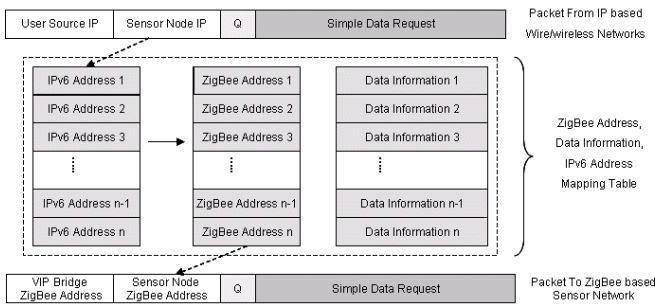 User Source IP Sensor Node IP Q Simple Data Request
Packet From IP based
Wire/wireless Networks
IPv6 Address 1 ZigBee Address 1 Data Information 1
IPv6 Address 2 ZigBee Address 2 Data Information 2
IPv6 Address 3 ZigBee Address 3 Data Information 3
IPv6 Address n-1 ZigBee Address n-1 Data Information n-1
IPv6 Address n ZigBee Address n Data Information n
ZigBee Address,
Data Information,
IPv6 Address
Mapping Table
VIP Bridge
ZigBee Address
Sensor Node
ZigBee Address
Q
Simple Data Request
Packet To ZigBee based
Sensor Network